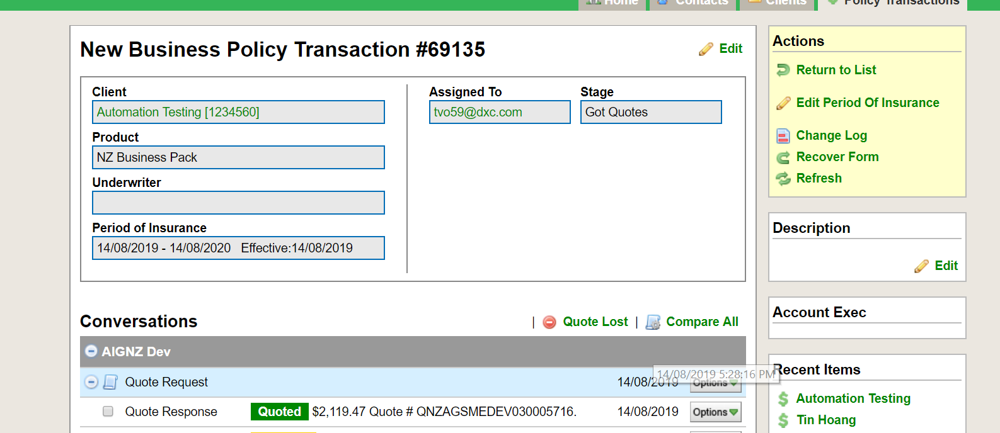 Home Contacts Clients Policy Transactions
New Business Policy Transaction #69135
Edit
Client
Automation Testing [1234560]
Product
NZ Business Pack
Underwriter
Period of Insurance
14/08/2019 - 14/08/2020 Effective:14/08/2019
Assigned To
tvo59@dxc.com
Stage
Got Quotes
Conversations
| Quote Lost | Compare All
AIGNZ Dev
Quote Request 14/08/2019 Options
14/08/2019 5:28:16 PM
Quote Response Quoted $2,119.47 Quote # QNZAGSMEDEV030005716. 14/08/2019 Options
Actions
Return to List
Edit Period Of Insurance
Change Log
Recover Form
Refresh
Description
Edit
Account Exec
Recent Items
Automation Testing
Tin Hoang